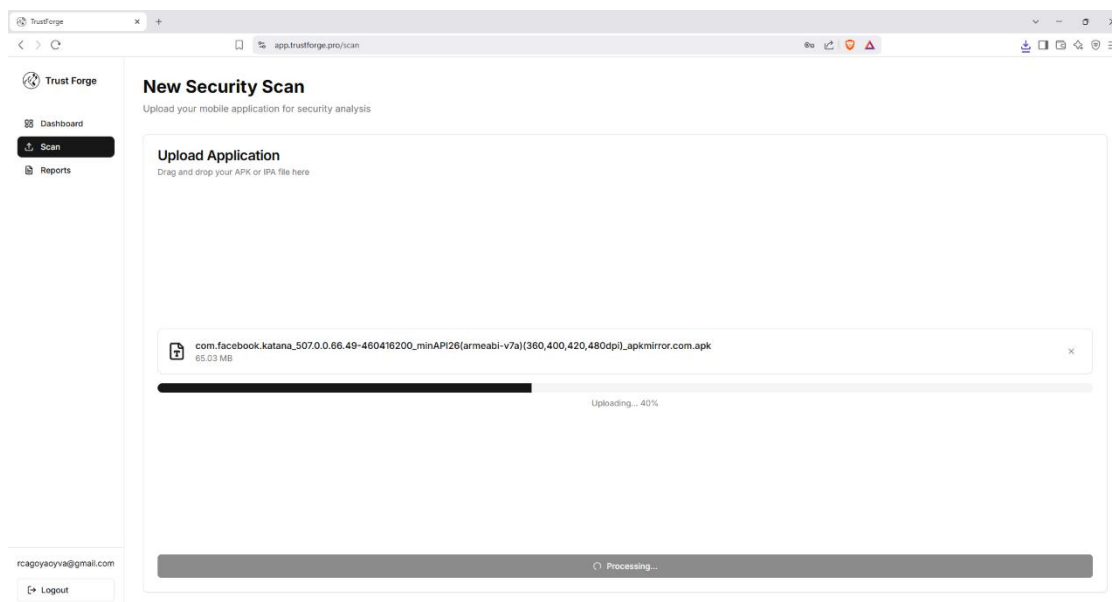 TrustForge
app.trustforge.pro/scan
Trust Forge
Dashboard
Scan
Reports
New Security Scan
Upload your mobile application for security analysis
Upload Application
Drag and drop your APK or IPA file here
com.facebook.katana_507.0.0.66.49-460416200_minAPI26(armeabi-v7a)(360,400,420,480dpi)_apkmirror.com.apk
65.03 MB
Uploading... 40%
Processing...
rcagoyaoyva@gmail.com
Logout